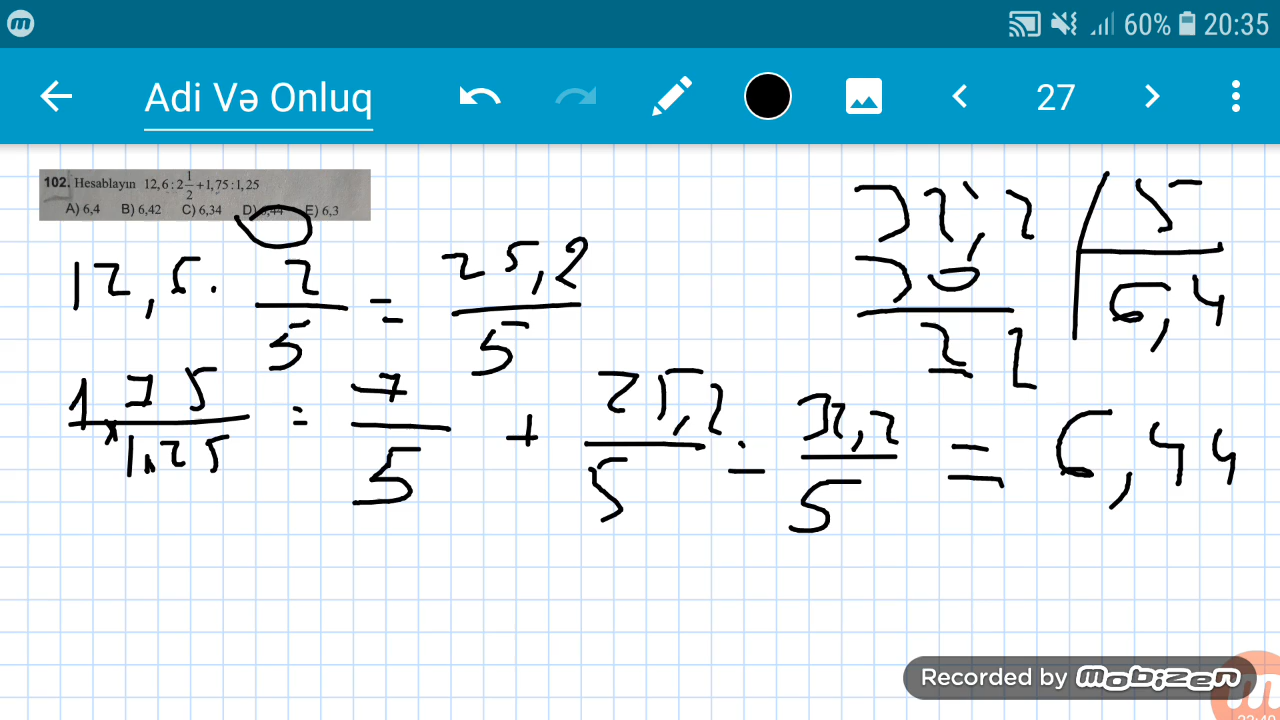 60% 20:35
Adi Və Onluq 27
102. Hesablayın 12,6 : 2 1/2 + 1,75 : 1,25
A) 6,4 B) 6,42 C) 6,34 D) 6,44 E) 6,3
12,5 · 2/5 = 25,2/5
1,75/1,25 = 7/5 + 25,2/5 = 32,2/5 = 6,44
32,2 5
30 6,4
22
Recorded by mobizen